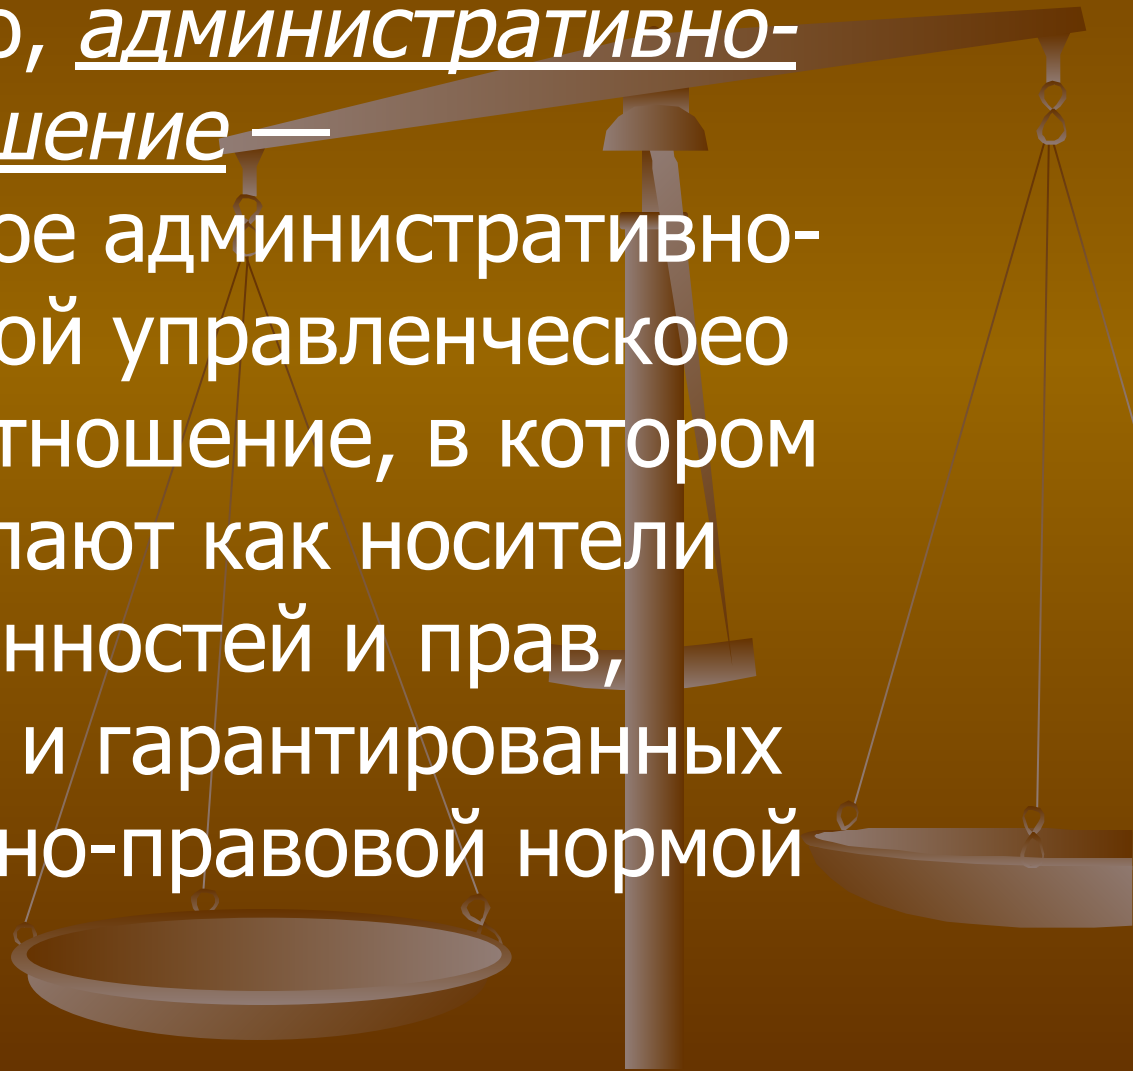 о, административно-
шение —
ое административно-
ой управленческоео
тношение, в котором
пают как носители
нностей и прав,
и гарантированных
но-правовой нормой